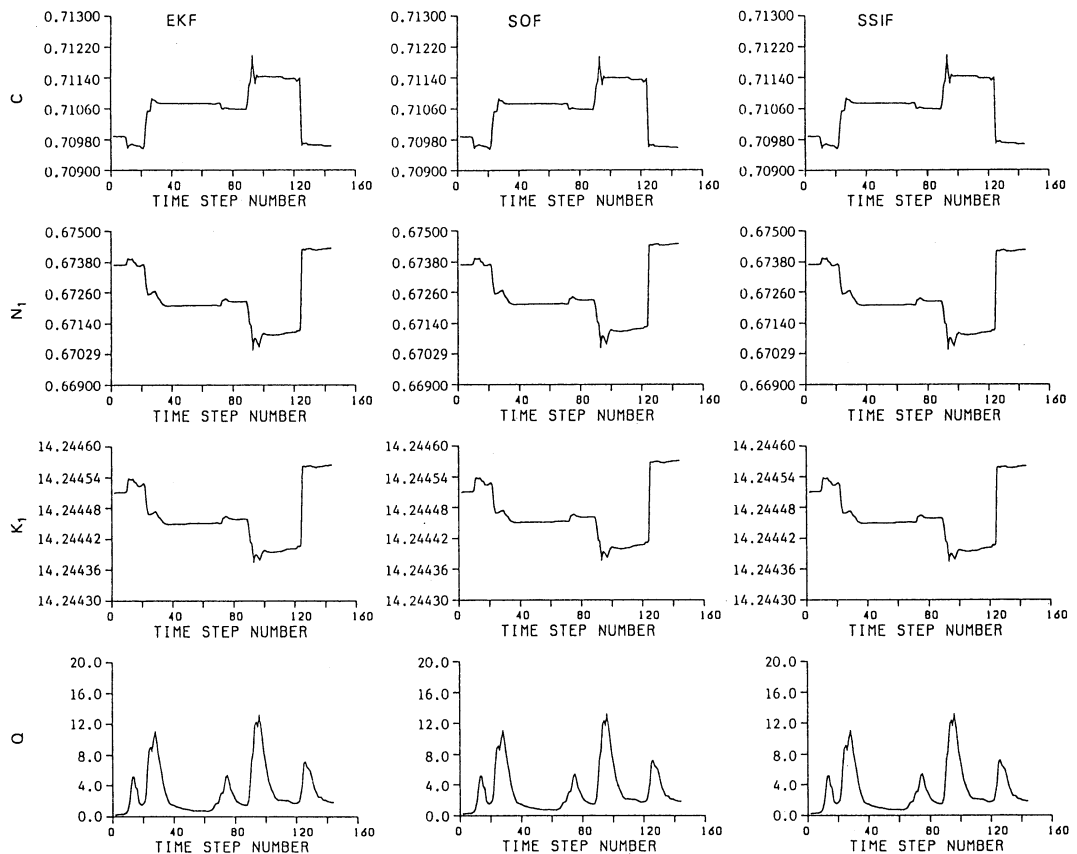 EKF SOF SSIF
C
0.71300 0.71300 0.71300
0.71220 0.71220 0.71220
0.71140 0.71140 0.71140
0.71060 0.71060 0.71060
0.70980 0.70980 0.70980
0.70900 0.70900 0.70900
0 40 80 120 160 0 40 80 120 160 0 40 80 120 160
TIME STEP NUMBER TIME STEP NUMBER TIME STEP NUMBER
N₁
0.67500 0.67500 0.67500
0.67380 0.67380 0.67380
0.67260 0.67260 0.67260
0.67140 0.67140 0.67140
0.67029 0.67029 0.67029
0.66900 0.66900 0.66900
0 40 80 120 160 0 40 80 120 160 0 40 80 120 160
TIME STEP NUMBER TIME STEP NUMBER TIME STEP NUMBER
K₁
14.24460 14.24460 14.24460
14.24454 14.24454 14.24454
14.24448 14.24448 14.24448
14.24442 14.24442 14.24442
14.24436 14.24436 14.24436
14.24430 14.24430 14.24430
0 40 80 120 160 0 40 80 120 160 0 40 80 120 160
TIME STEP NUMBER TIME STEP NUMBER TIME STEP NUMBER
Q
20.0 20.0 20.0
16.0 16.0 16.0
12.0 12.0 12.0
8.0 8.0 8.0
4.0 4.0 4.0
0.0 0.0 0.0
0 40 80 120 160 0 40 80 120 160 0 40 80 120 160
TIME STEP NUMBER TIME STEP NUMBER TIME STEP NUMBER